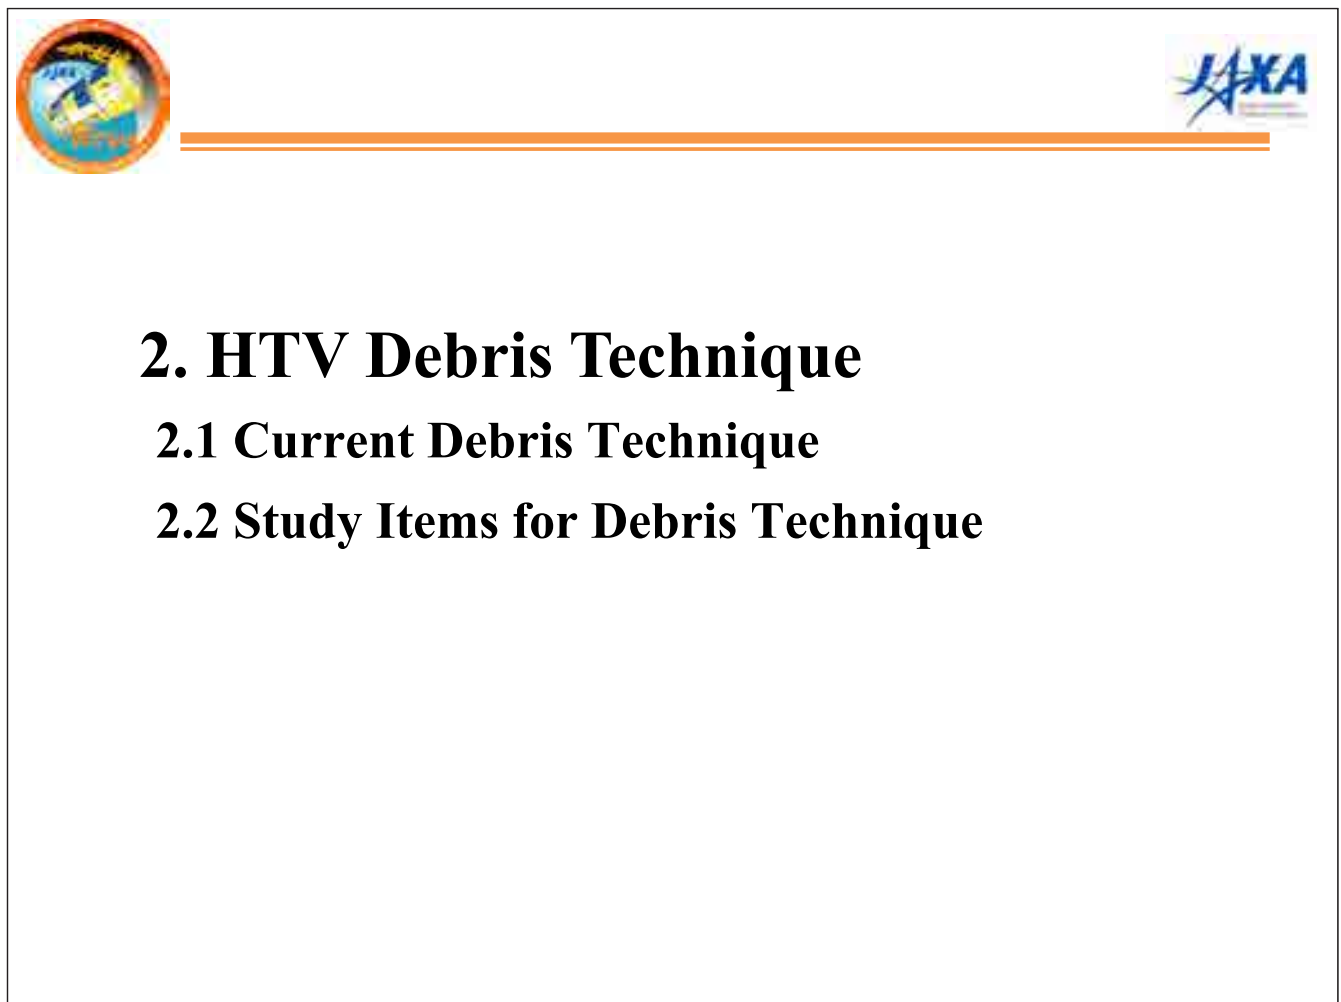 JAXA
2. HTV Debris Technique
2.1 Current Debris Technique
2.2 Study Items for Debris Technique